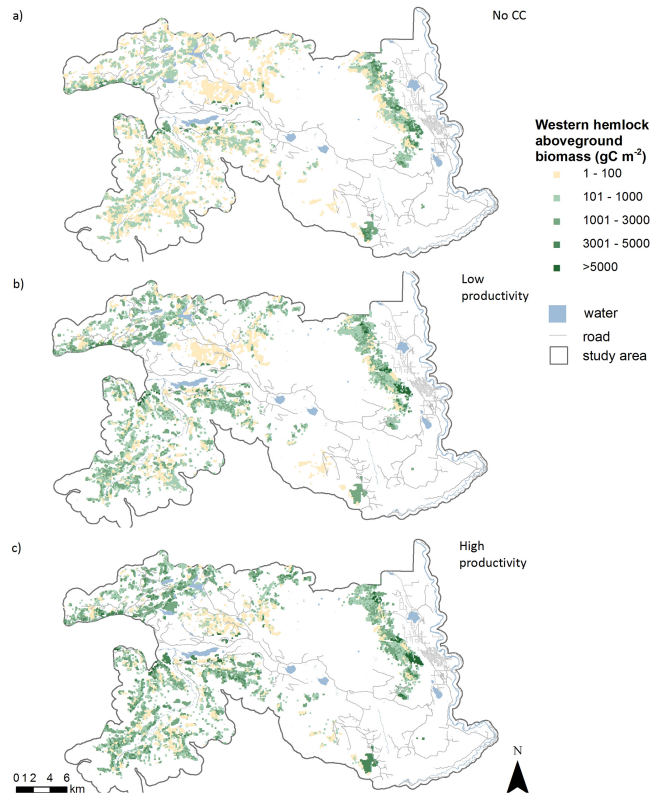 a)
No CC
Western hemlock
aboveground
biomass (gC m⁻²)
1 - 100
101 - 1000
1001 - 3000
3001 - 5000
>5000
water
road
study area
b)
Low
productivity
c)
High
productivity
N
0 1 2 4 6
km